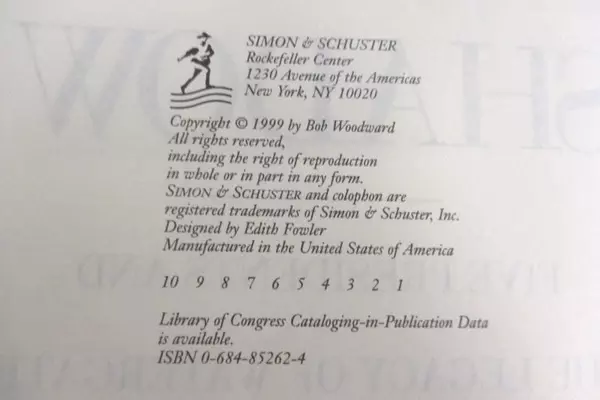 SIMON & SCHUSTER
Rockefeller Center
1230 Avenue of the Americas
New York, NY 10020
Copyright © 1999 by Bob Woodward
All rights reserved,
including the right of reproduction
in whole or in part in any form.
SIMON & SCHUSTER and colophon are
registered trademarks of Simon & Schuster, Inc.
Designed by Edith Fowler
Manufactured in the United States of America
10 9 8 7 6 5 4 3 2 1
Library of Congress Cataloging-in-Publication Data
is available.
ISBN 0-684-85262-4